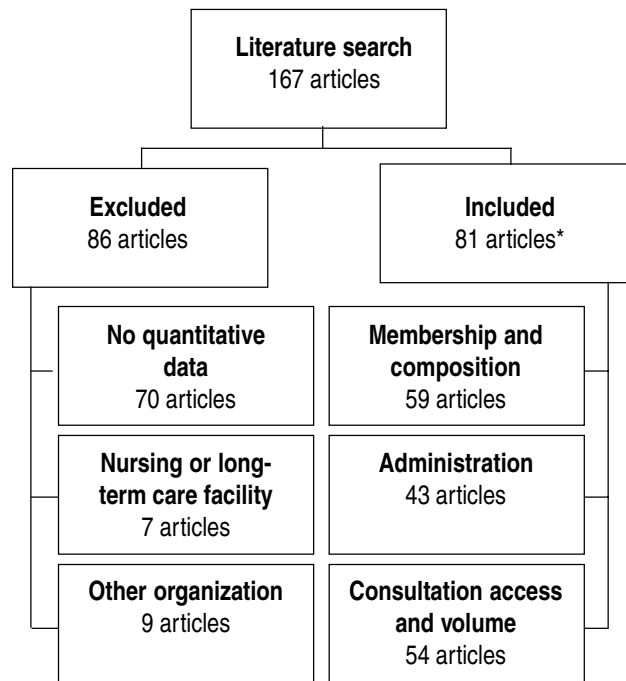 Literature search
167 articles
Excluded
86 articles
Included
81 articles*
No quantitative
data
70 articles
Membership and
composition
59 articles
Nursing or long-
term care facility
7 articles
Administration
43 articles
Other organization
9 articles
Consultation access
and volume
54 articles